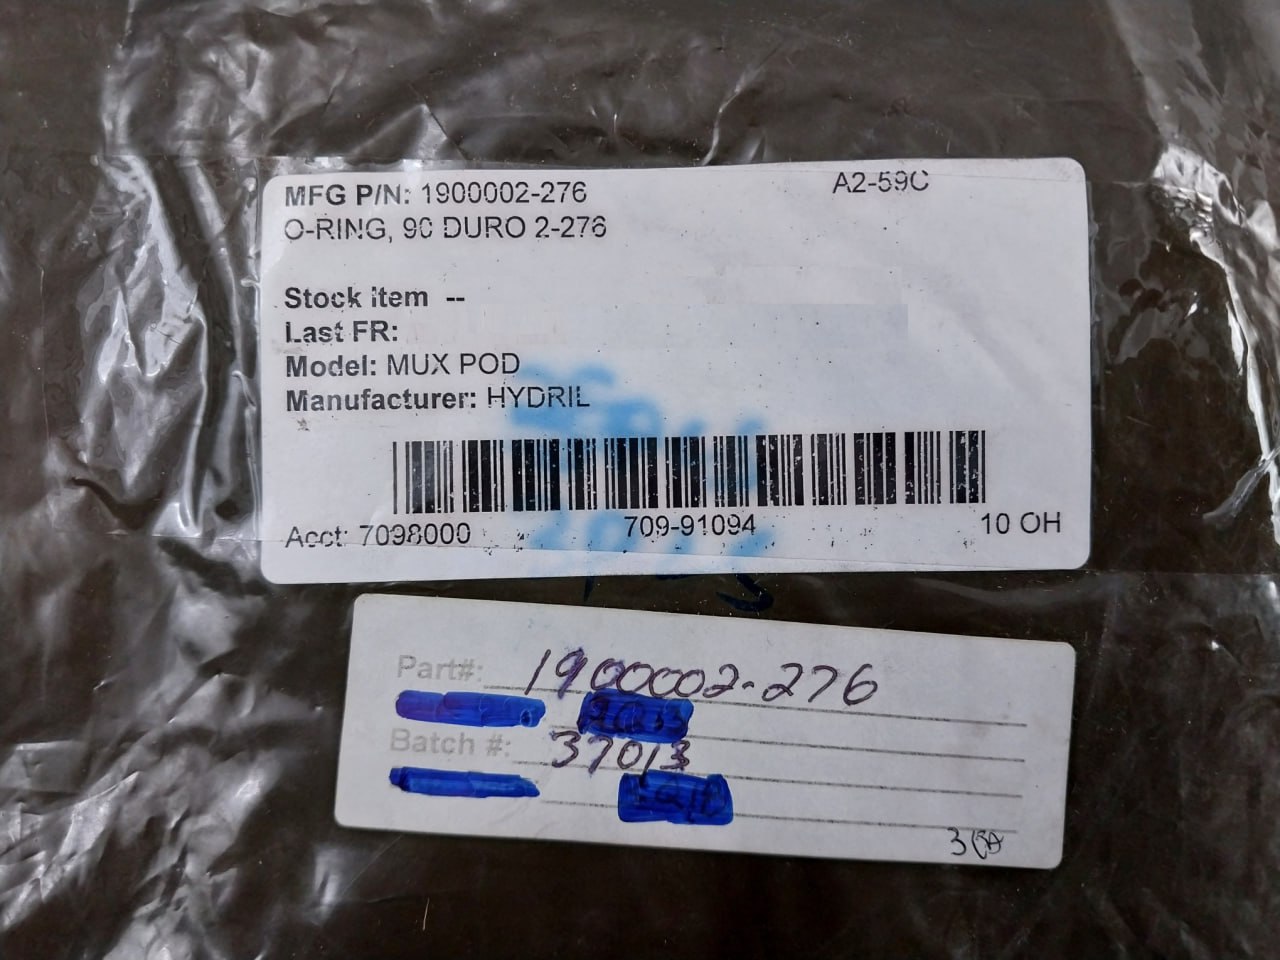 MFG P/N: 1900002-276
A2-59C
O-RING, 90 DURO 2-276
Stock item --
Last FR:
Model: MUX POD
Manufacturer: HYDRIL
Acct: 7098000
709-91094
10 OH
Part#: 1900002-276
Batch #: 37013